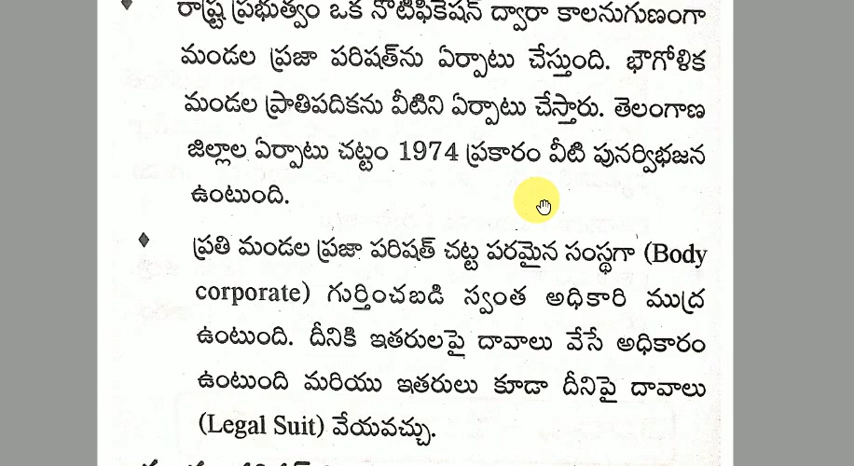 రాష్ట్ర ప్రభుత్వం ఒక నోటిఫికేషన్ ద్వారా కాలనుగుణంగా
మండల ప్రజా పరిషత్‌ను ఏర్పాటు చేస్తుంది. భౌగోళిక
మండల ప్రాతిపదికను వీటిని ఏర్పాటు చేస్తారు. తెలంగాణ
జిల్లాల ఏర్పాటు చట్టం 1974 ప్రకారం వీటి పునర్విభజన
ఉంటుంది.
ప్రతి మండల ప్రజా పరిషత్ చట్ట పరమైన సంస్థగా (Body
corporate) గుర్తించబడి స్వంత అధికారి ముద్ర
ఉంటుంది. దీనికి ఇతరులపై దావాలు వేసే అధికారం
ఉంటుంది మరియు ఇతరులు కూడా దీనిపై దావాలు
(Legal Suit) వేయవచ్చు.